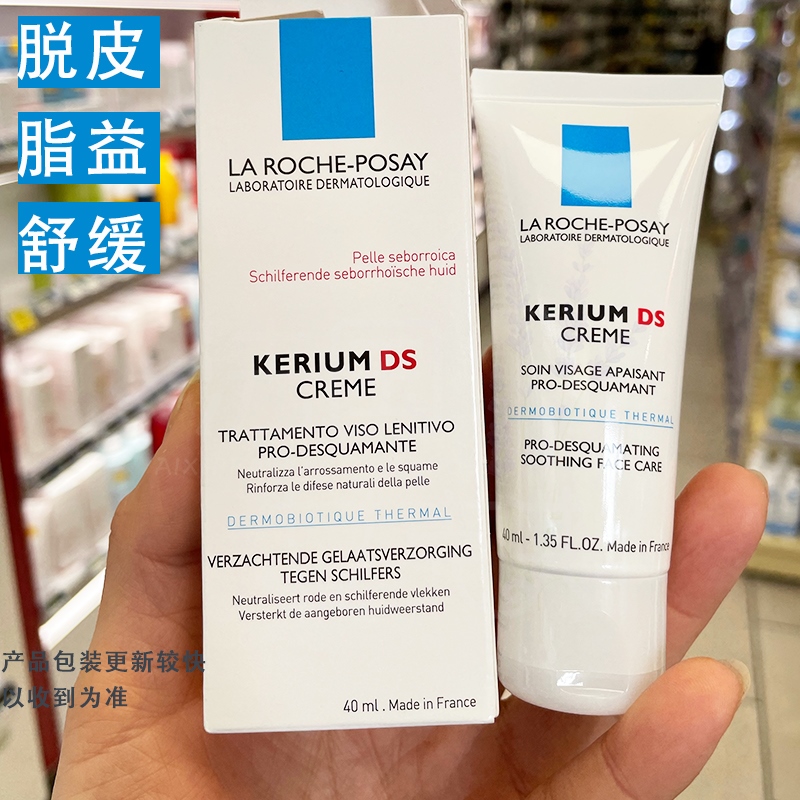 脱皮
脂益
舒缓
LA ROCHE-POSAY
LABORATOIRE DERMATOLOGIQUE
Pelle seborroica
Schilferende seborrhoïsche huid
KERIUM DS
CREME
TRATTAMENTO VISO LENITIVO
PRO-DESQUAMANTE
Neutralizza l'arrossamento e le squame
Rinforza le difese naturali della pelle
DERMOBIOTIQUE THERMAL
VERZACHTENDE GELAATSVERZORGING
TEGEN SCHILFERS
Neutraliseert rode en schilferende vlekken
Versterkt de aangeboren huidweerstand
40 ml . Made in France
LA ROCHE-POSAY
LABORATOIRE DERMATOLOGIQUE
KERIUM DS
CREME
SOIN VISAGE APAISANT
PRO-DESQUAMANT
DERMOBIOTIQUE THERMAL
PRO-DESQUAMATING
SOOTHING FACE CARE
40 ml - 1.35 FL.OZ. Made in France
产品包装更新较快
以收到为准